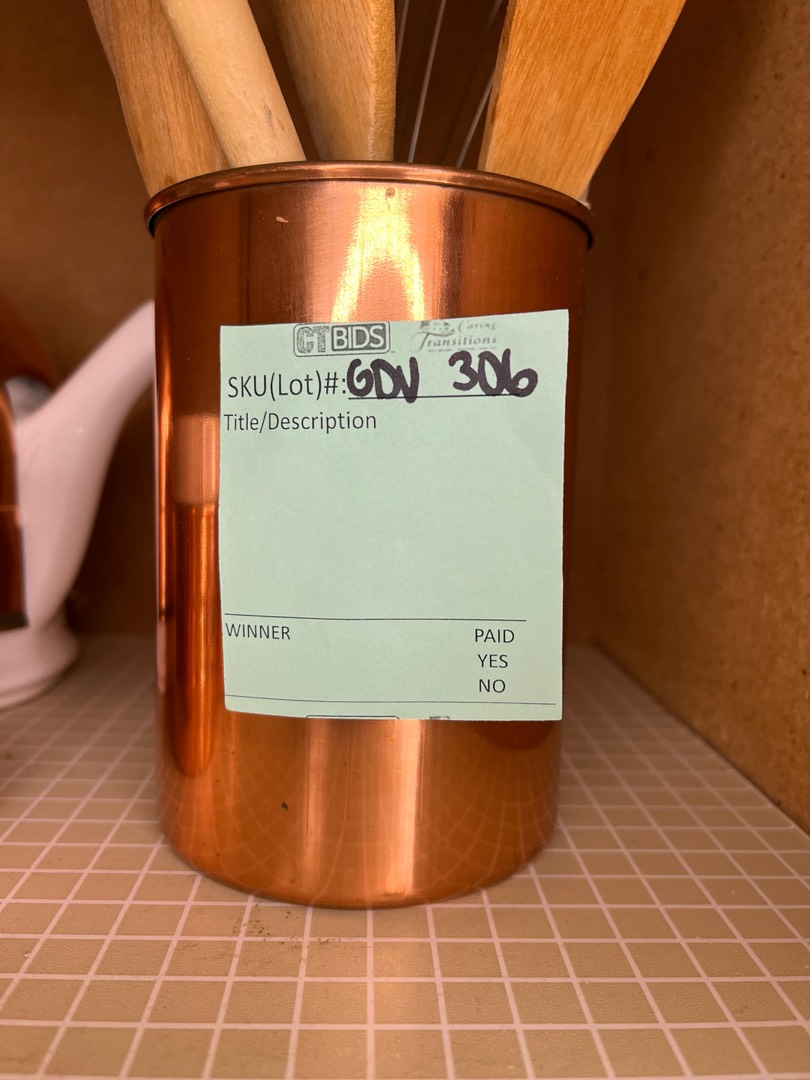 CTBIDS
Caring
Transitions
SKU(Lot)#: GDV 306
Title/Description
WINNER
PAID
YES
NO